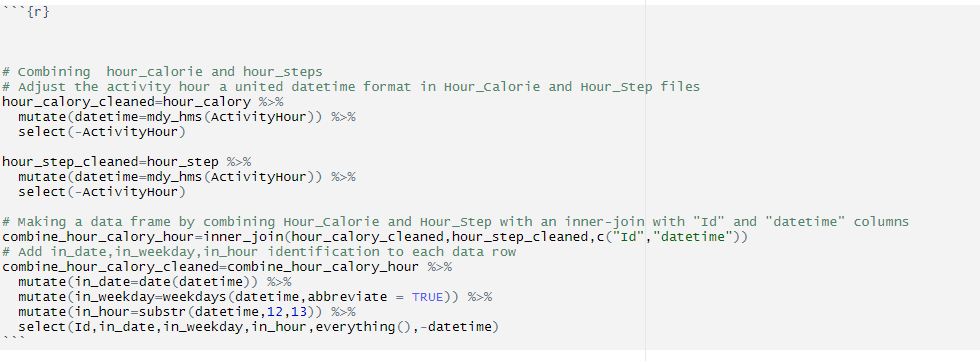 ```{r}
# Combining  hour_calorie and hour_steps
# Adjust the activity hour a united datetime format in Hour_Calorie and Hour_Step files
hour_calory_cleaned=hour_calory %>%
  mutate(datetime=mdy_hms(ActivityHour)) %>%
  select(-ActivityHour)
hour_step_cleaned=hour_step %>%
  mutate(datetime=mdy_hms(ActivityHour)) %>%
  select(-ActivityHour)
# Making a data frame by combining Hour_Calorie and Hour_Step with an inner-join with "Id" and "datetime" columns
combine_hour_calory_hour=inner_join(hour_calory_cleaned,hour_step_cleaned,c("Id","datetime"))
# Add in_date,in_weekday,in_hour identification to each data row
combine_hour_calory_cleaned=combine_hour_calory_hour %>%
  mutate(in_date=date(datetime)) %>%
  mutate(in_weekday=weekdays(datetime,abbreviate = TRUE)) %>%
  mutate(in_hour=substr(datetime,12,13)) %>%
  select(Id,in_date,in_weekday,in_hour,everything(),-datetime)
```